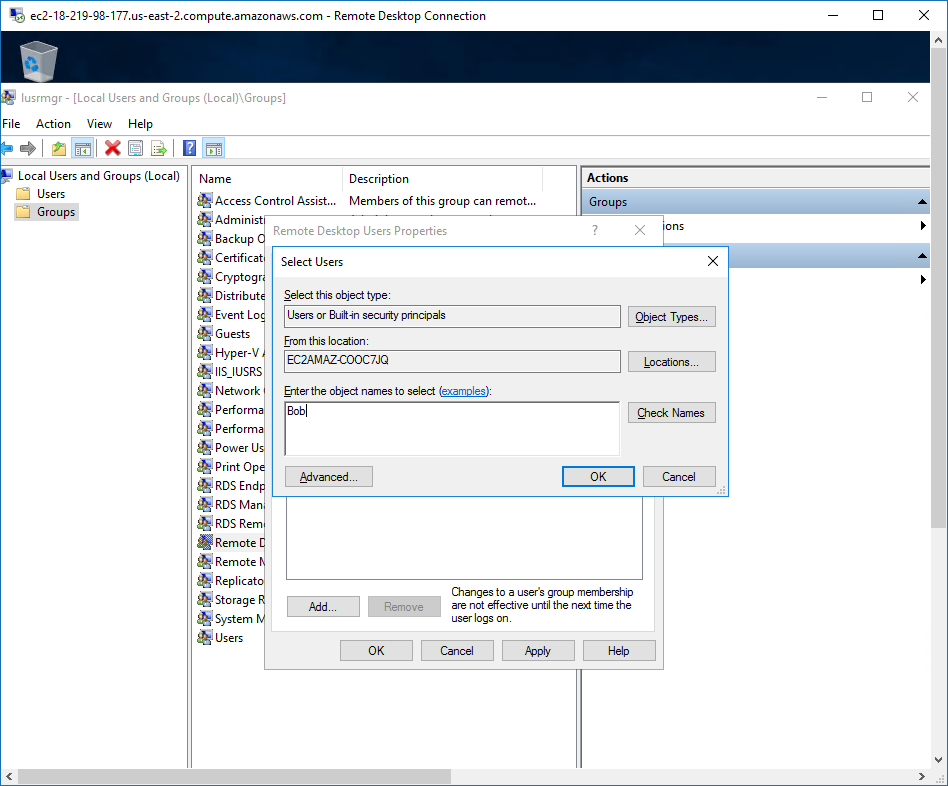 ec2-18-219-98-177.us-east-2.compute.amazonaws.com - Remote Desktop Connection
lusrmgr - [Local Users and Groups (Local)\Groups]
File Action View Help
Local Users and Groups (Local)
Users
Groups
Name Description
Access Control Assist... Members of this group can remot...
Administ
Backup O
Certificat
Cryptogra
Distribute
Event Log
Guests
Hyper-V A
IIS_IUSRS
Network
Performa
Performa
Power Us
Print Ope
RDS Endp
RDS Mana
RDS Remo
Remote D
Remote M
Replicato
Storage R
System M
Users
Actions
Groups
ions
Remote Desktop Users Properties
Select Users
Select this object type:
Users or Built-in security principals
Object Types...
From this location:
EC2AMAZ-COOC7JQ
Locations...
Enter the object names to select (examples):
Bob
Check Names
Advanced...
OK
Cancel
Add...
Remove
Changes to a user's group membership
are not effective until the next time the
user logs on.
OK
Cancel
Apply
Help